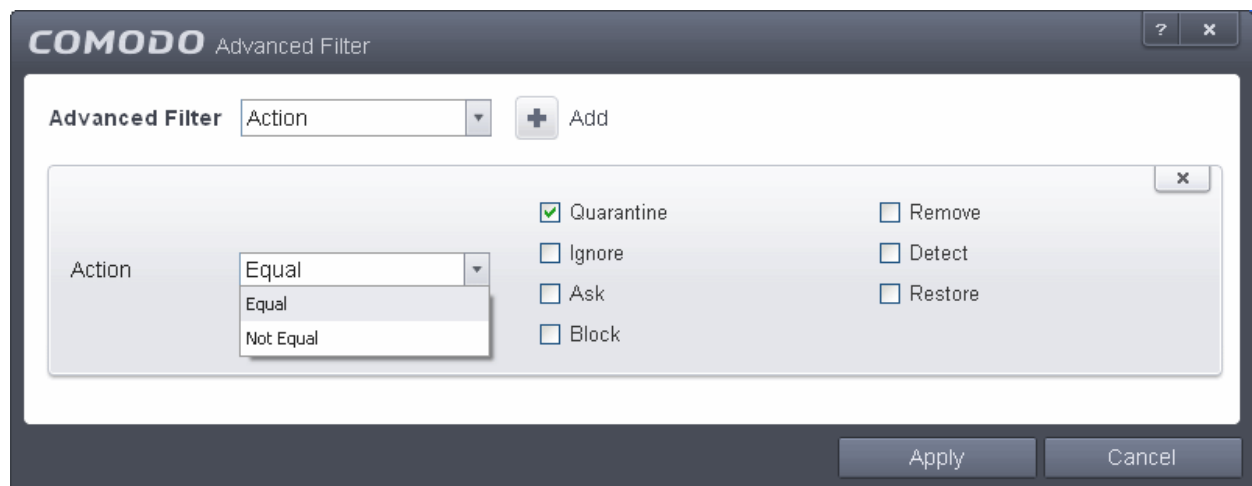 COMODO Advanced Filter
? x
Advanced Filter Action + Add
x
Action
Equal
Equal
Not Equal
Quarantine
Ignore
Ask
Block
Remove
Detect
Restore
Apply Cancel